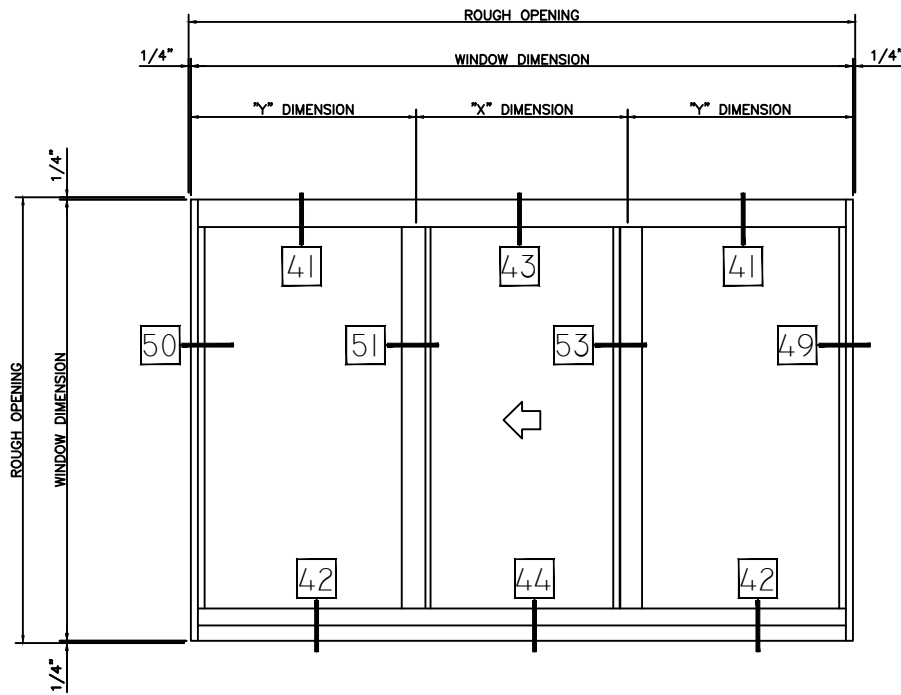 ROUGH OPENING
1/4" WINDOW DIMENSION 1/4"
"Y" DIMENSION "X" DIMENSION "Y" DIMENSION
1/4"
41 43 41
50 51 53 49
ROUGH OPENING
WINDOW DIMENSION
42 44 42
1/4"